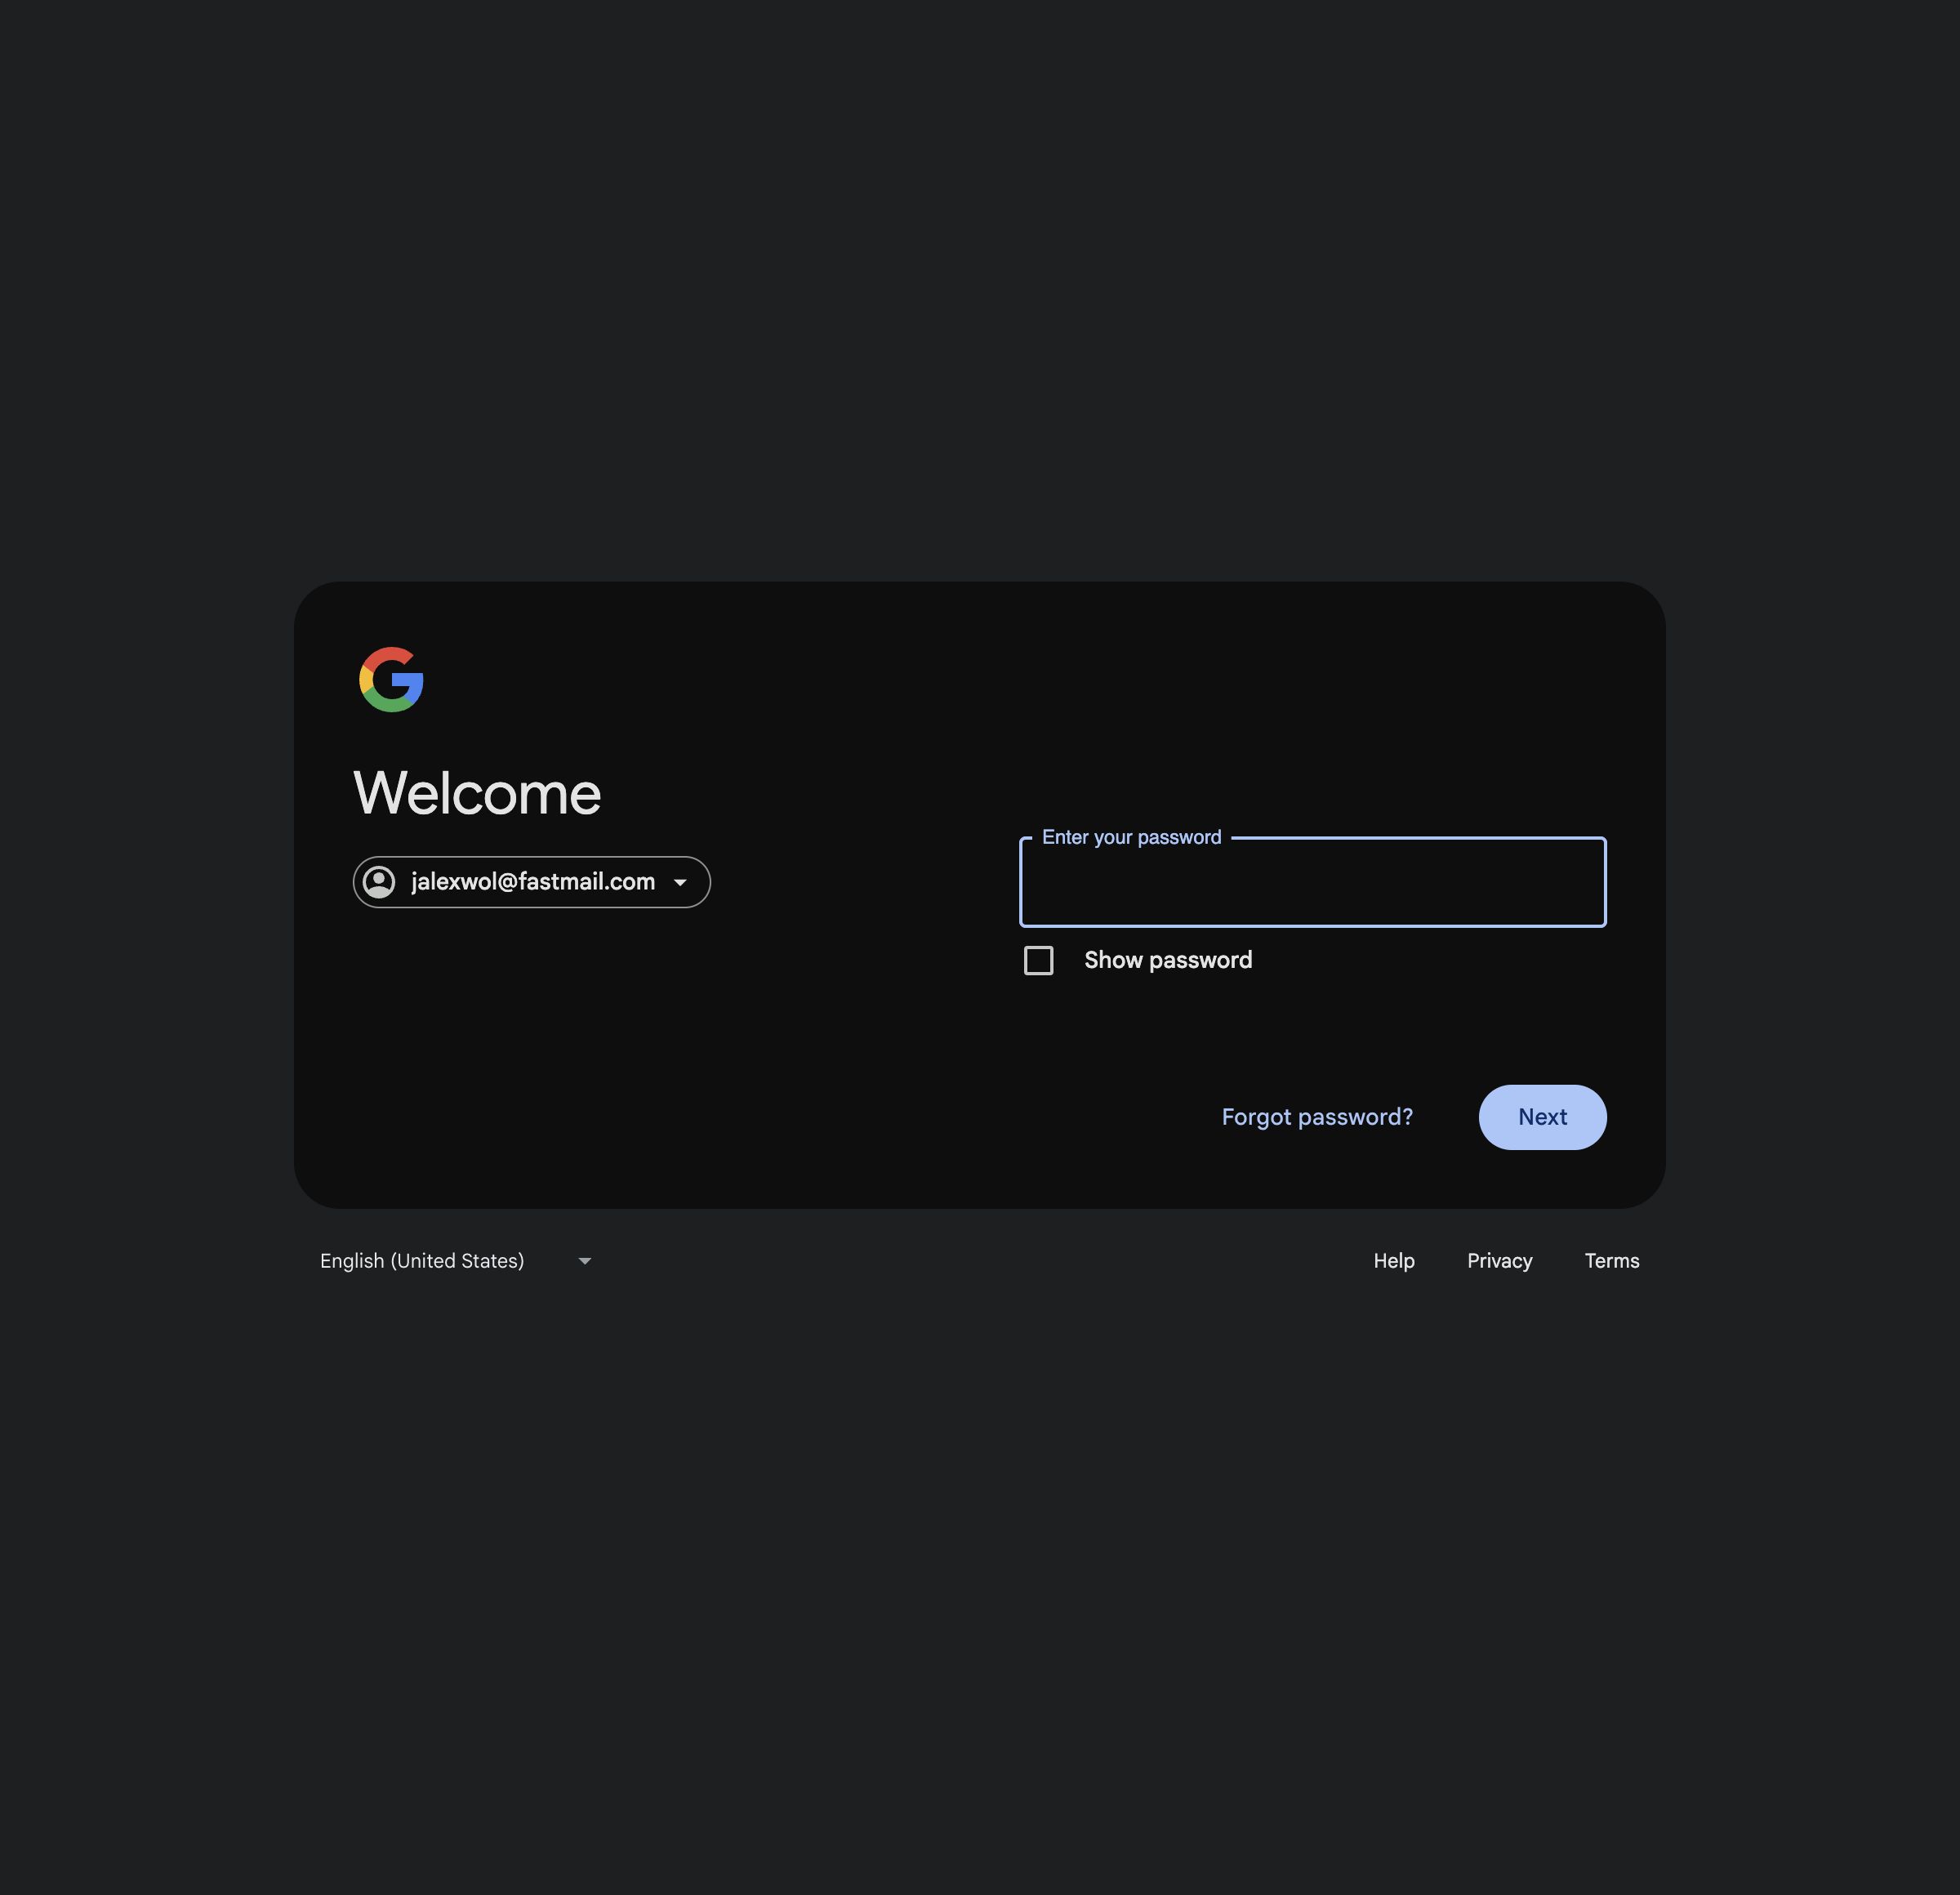 Welcome
jalexwol@fastmail.com
Enter your password
Show password
Forgot password?
Next
English (United States)
Help
Privacy
Terms